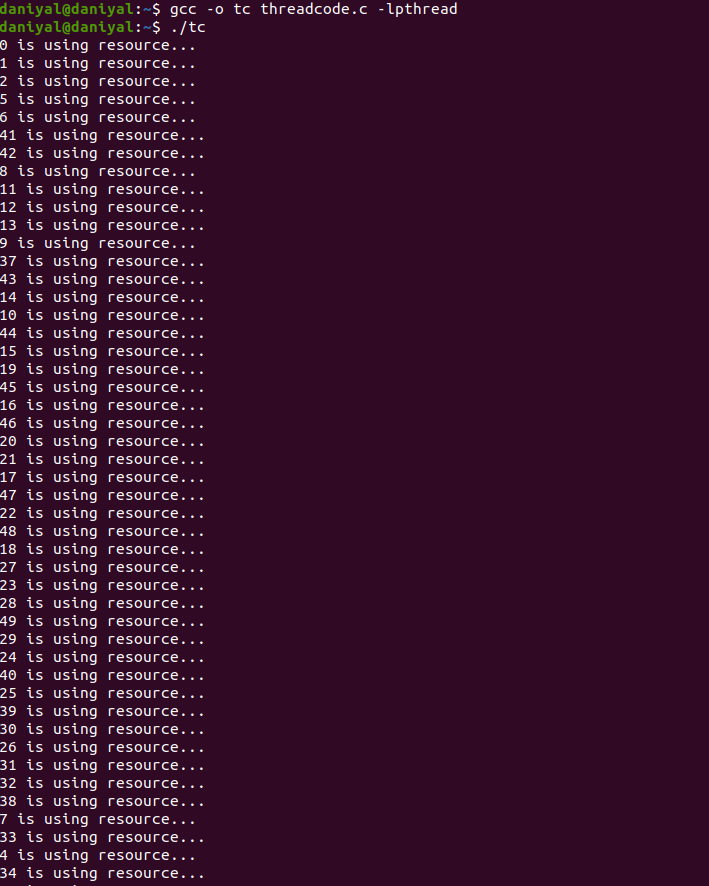 daniyal@daniyal:~$ gcc -o tc threadcode.c -lpthread
daniyal@daniyal:~$ ./tc
0 is using resource...
1 is using resource...
2 is using resource...
5 is using resource...
6 is using resource...
41 is using resource...
42 is using resource...
8 is using resource...
11 is using resource...
12 is using resource...
13 is using resource...
9 is using resource...
37 is using resource...
43 is using resource...
14 is using resource...
10 is using resource...
44 is using resource...
15 is using resource...
19 is using resource...
45 is using resource...
16 is using resource...
46 is using resource...
20 is using resource...
21 is using resource...
17 is using resource...
47 is using resource...
22 is using resource...
48 is using resource...
18 is using resource...
27 is using resource...
23 is using resource...
28 is using resource...
49 is using resource...
29 is using resource...
24 is using resource...
40 is using resource...
25 is using resource...
39 is using resource...
30 is using resource...
26 is using resource...
31 is using resource...
32 is using resource...
38 is using resource...
7 is using resource...
33 is using resource...
4 is using resource...
34 is using resource...